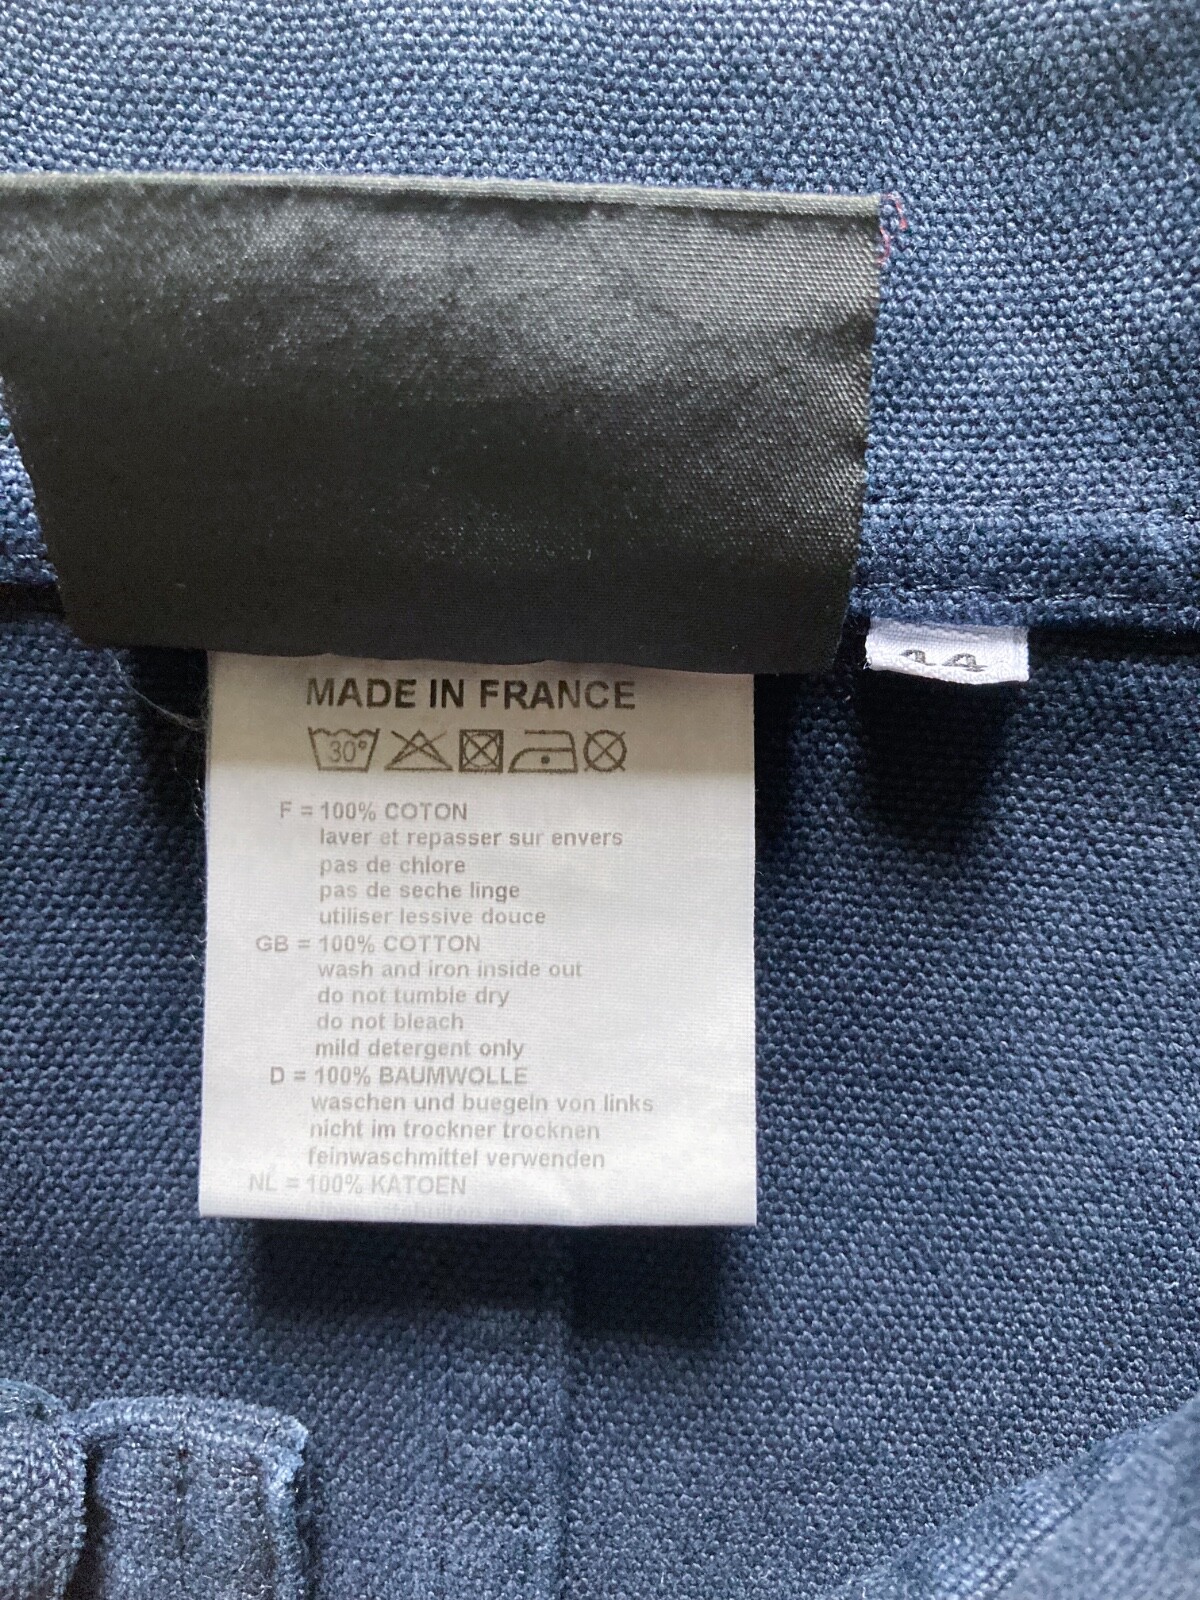 44
MADE IN FRANCE
30°
F = 100% COTON
laver et repasser sur envers
pas de chlore
pas de seche linge
utiliser lessive douce
GB = 100% COTTON
wash and iron inside out
do not tumble dry
do not bleach
mild detergent only
D = 100% BAUMWOLLE
waschen und buegeln von links
nicht im trockner trocknen
feinwaschmittel verwenden
NL = 100% KATOEN